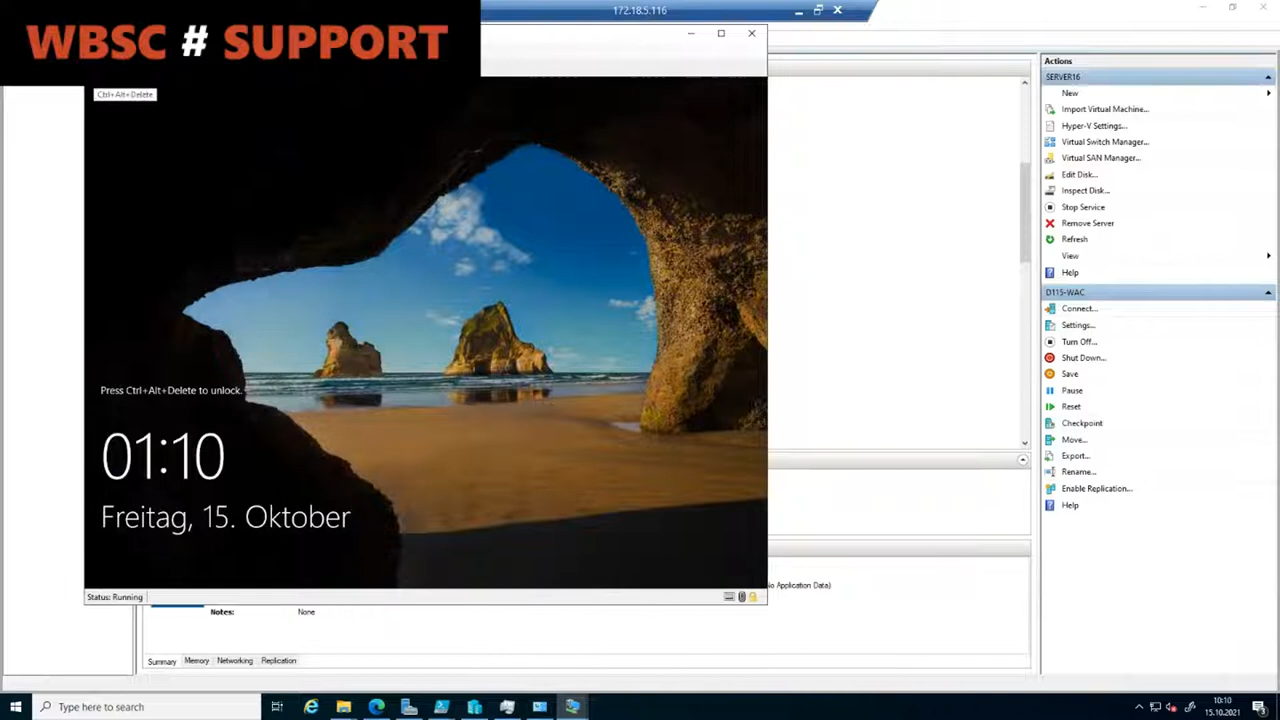 WBSC # SUPPORT
172.18.5.116
Ctrl+Alt+Delete
Press Ctrl+Alt+Delete to unlock.
01:10
Freitag, 15. Oktober
Status: Running
No Application Data)
Notes: None
Summary Memory Networking Replication
Actions
SERVER16
New
Import Virtual Machine...
Hyper-V Settings...
Virtual Switch Manager...
Virtual SAN Manager...
Edit Disk...
Inspect Disk...
Stop Service
Remove Server
Refresh
View
Help
D115-WAC
Connect...
Settings...
Turn Off...
Shut Down...
Save
Pause
Reset
Checkpoint
Move...
Export...
Rename...
Enable Replication...
Help
Type here to search
10:10
15.10.2021